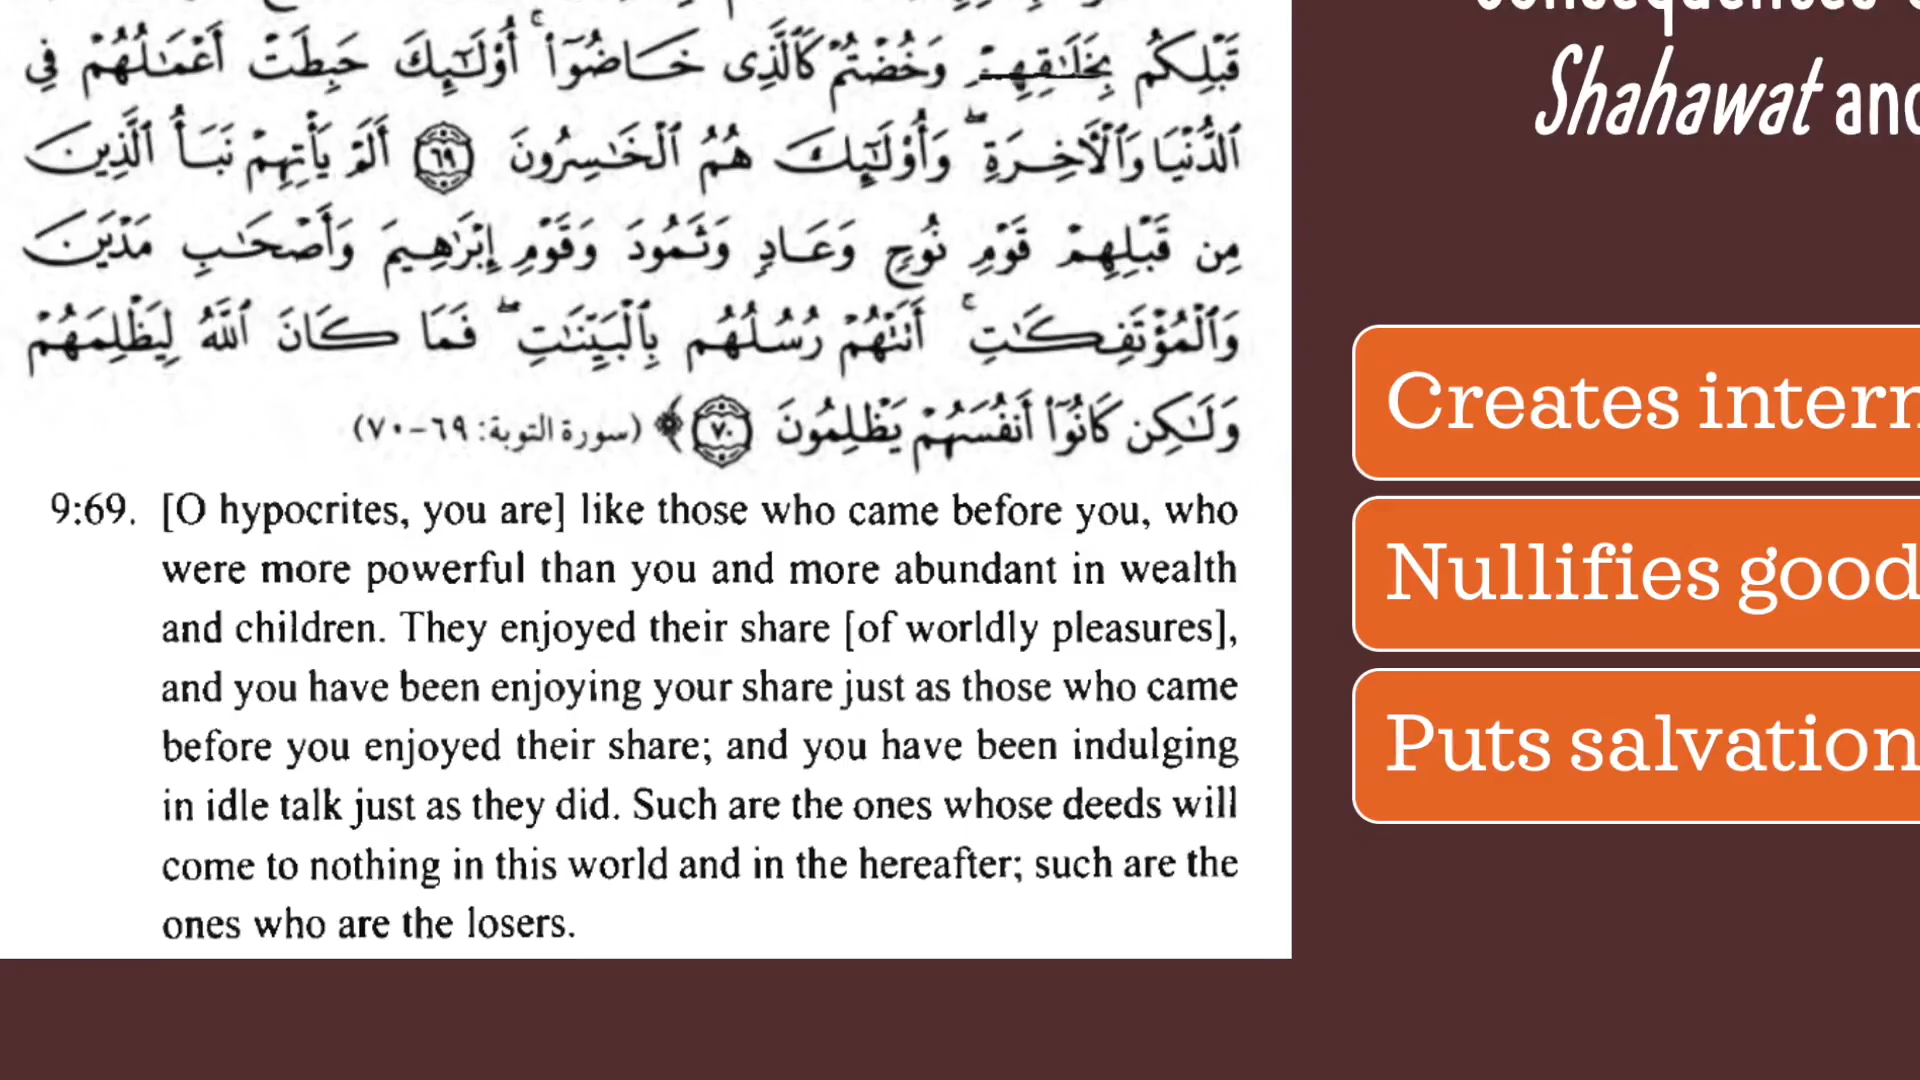 قَبْلِكُم بِخَلَـٰقِهِمْ وَخُضْتُمْ كَٱلَّذِى خَاضُوٓا۟ ۚ أُو۟لَـٰٓئِكَ حَبِطَتْ أَعْمَـٰلُهُمْ فِى
ٱلدُّنْيَا وَٱلْـَٔاخِرَةِ ۖ وَأُو۟لَـٰٓئِكَ هُمُ ٱلْخَـٰسِرُونَ ٦٩ أَلَمْ يَأْتِهِمْ نَبَأُ ٱلَّذِينَ
مِن قَبْلِهِمْ قَوْمِ نُوحٍ وَعَادٍ وَثَمُودَ وَقَوْمِ إِبْرَٰهِيمَ وَأَصْحَـٰبِ مَدْيَنَ
وَٱلْمُؤْتَفِكَـٰتِ ۚ أَتَتْهُمْ رُسُلُهُم بِٱلْبَيِّنَـٰتِ ۖ فَمَا كَانَ ٱللَّهُ لِيَظْلِمَهُمْ
وَلَـٰكِن كَانُوٓا۟ أَنفُسَهُمْ يَظْلِمُونَ ٧٠ ﴾ (سورة التوبة: ٦٩-٧٠)
9:69. [O hypocrites, you are] like those who came before you, who
were more powerful than you and more abundant in wealth
and children. They enjoyed their share [of worldly pleasures],
and you have been enjoying your share just as those who came
before you enjoyed their share; and you have been indulging
in idle talk just as they did. Such are the ones whose deeds will
come to nothing in this world and in the hereafter; such are the
ones who are the losers.
Shahawat and
Creates intern
Nullifies good
Puts salvation